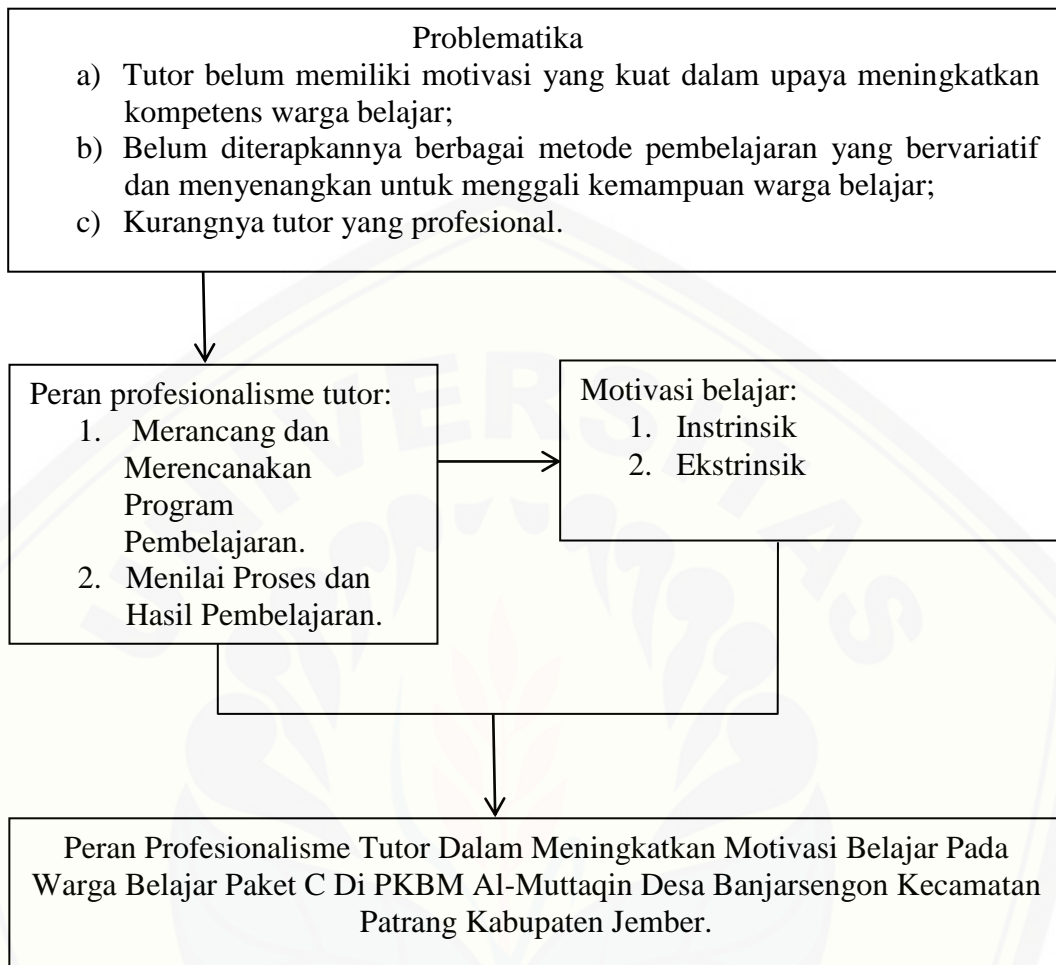 Problematika
a) Tutor belum memiliki motivasi yang kuat dalam upaya meningkatkan
kompetens warga belajar;
b) Belum diterapkannya berbagai metode pembelajaran yang bervariatif
dan menyenangkan untuk menggali kemampuan warga belajar;
c) Kurangnya tutor yang profesional.
Peran profesionalisme tutor:
1. Merancang dan
Merencanakan
Program
Pembelajaran.
2. Menilai Proses dan
Hasil Pembelajaran.
Motivasi belajar:
1. Instrinsik
2. Ekstrinsik
UNIVERSITAS
Peran Profesionalisme Tutor Dalam Meningkatkan Motivasi Belajar Pada
Warga Belajar Paket C Di PKBM Al-Muttaqin Desa Banjarsengon Kecamatan
Patrang Kabupaten Jember.